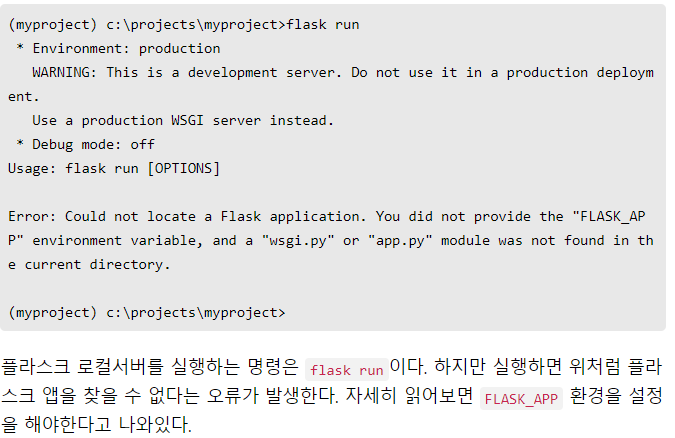 (myproject) c:\projects\myproject>flask run
* Environment: production
WARNING: This is a development server. Do not use it in a production deploym
ent.
Use a production WSGI server instead.
* Debug mode: off
Usage: flask run [OPTIONS]
Error: Could not locate a Flask application. You did not provide the "FLASK_AP
P" environment variable, and a "wsgi.py" or "app.py" module was not found in th
e current directory.
(myproject) c:\projects\myproject>
플라스크 로컬서버를 실행하는 명령은 flask run이다. 하지만 실행하면 위처럼 플라
스크 앱을 찾을 수 없다는 오류가 발생한다. 자세히 읽어보면 FLASK_APP 환경을 설정
을 해야한다고 나와있다.